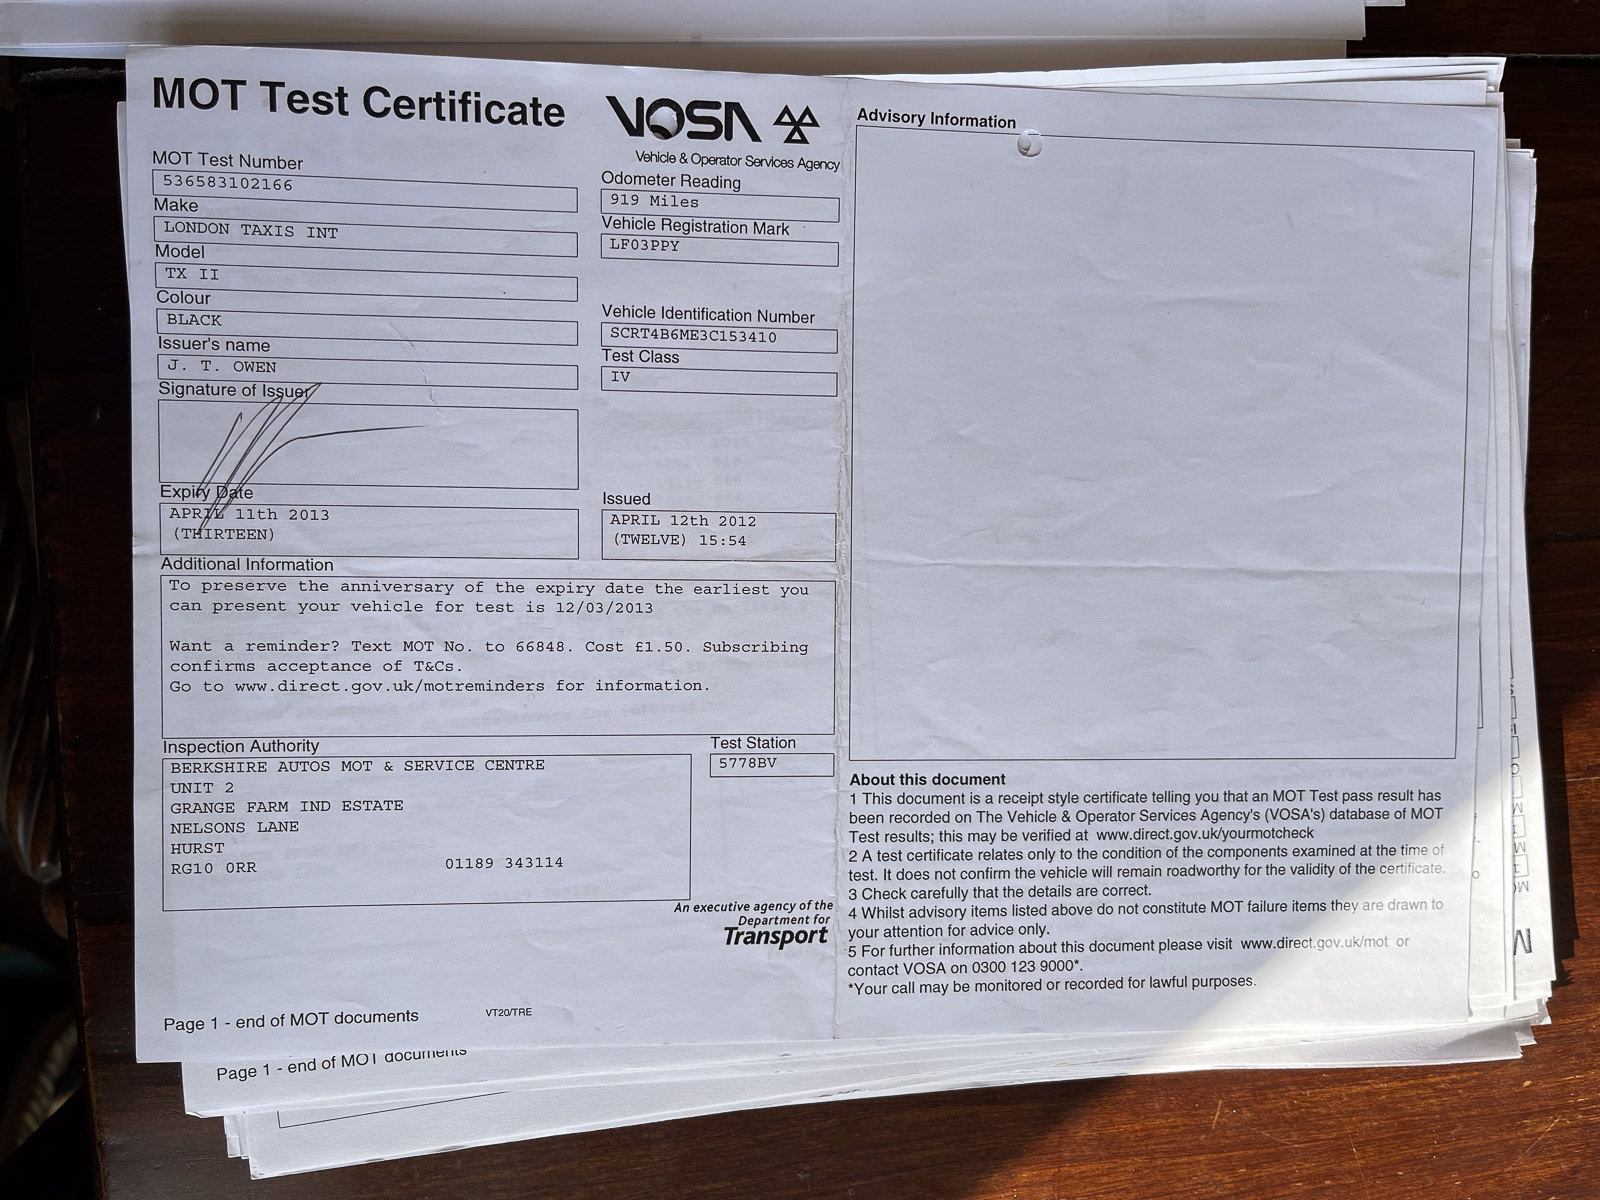 MOT Test Certificate
VOSA
Vehicle & Operator Services Agency
MOT Test Number
536583102166
Make
LONDON TAXIS INT
Model
TX II
Colour
BLACK
Issuer's name
J. T. OWEN
Signature of Issuer
Odometer Reading
919 Miles
Vehicle Registration Mark
LF03PPY
Vehicle Identification Number
SCRT4B6ME3C153410
Test Class
IV
Expiry Date
APRIL 11th 2013
(THIRTEEN)
Issued
APRIL 12th 2012
(TWELVE) 15:54
Additional Information
To preserve the anniversary of the expiry date the earliest you
can present your vehicle for test is 12/03/2013
Want a reminder? Text MOT No. to 66848. Cost £1.50. Subscribing
confirms acceptance of T&Cs.
Go to www.direct.gov.uk/motreminders for information.
Inspection Authority
BERKSHIRE AUTOS MOT & SERVICE CENTRE
UNIT 2
GRANGE FARM IND ESTATE
NELSONS LANE
HURST
RG10 0RR 01189 343114
Test Station
5778BV
An executive agency of the
Department for
Transport
Page 1 - end of MOT documents
VT20/TRE
Advisory Information
About this document
1 This document is a receipt style certificate telling you that an MOT Test pass result has
been recorded on The Vehicle & Operator Services Agency's (VOSA's) database of MOT
Test results; this may be verified at www.direct.gov.uk/yourmotcheck
2 A test certificate relates only to the condition of the components examined at the time of
test. It does not confirm the vehicle will remain roadworthy for the validity of the certificate.
3 Check carefully that the details are correct.
4 Whilst advisory items listed above do not constitute MOT failure items they are drawn to
your attention for advice only.
5 For further information about this document please visit www.direct.gov.uk/mot or
contact VOSA on 0300 123 9000*.
*Your call may be monitored or recorded for lawful purposes.
Page 1 - end of MOT documents